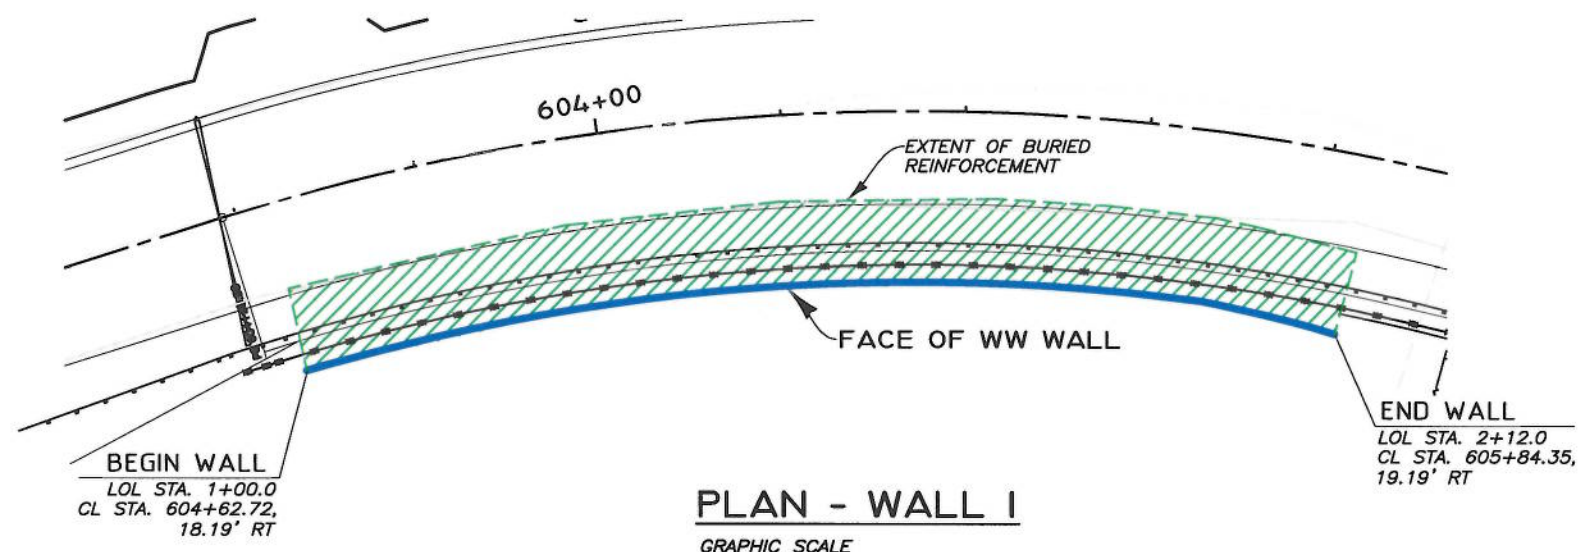 604+00
EXTENT OF BURIED
REINFORCEMENT
FACE OF WW WALL
BEGIN WALL
LOL STA. 1+00.0
CL STA. 604+62.72,
18.19' RT
END WALL
LOL STA. 2+12.0
CL STA. 605+84.35,
19.19' RT
PLAN - WALL 1
GRAPHIC SCALE